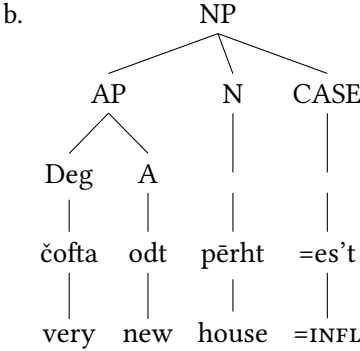 b. NP
AP N CASE
Deg A
čofta odt pērht =es’t
very new house =INFL